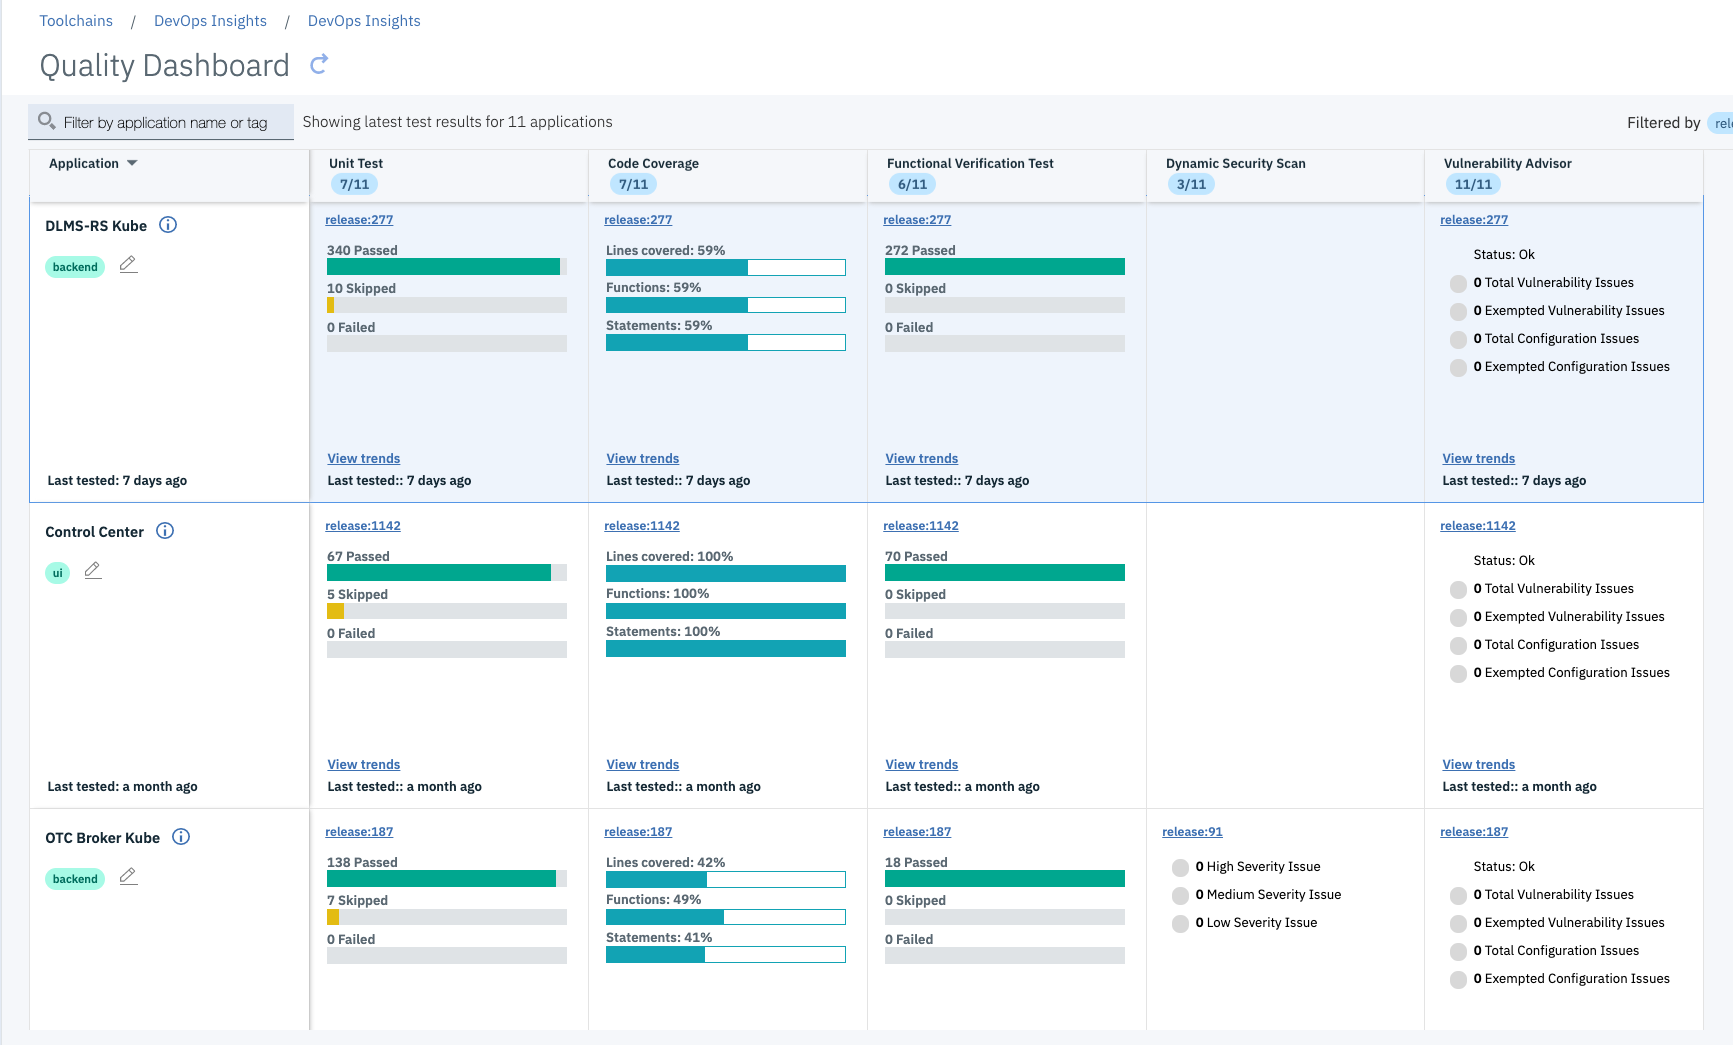 Toolchains / DevOps Insights / DevOps Insights
Quality Dashboard
Filter by application name or tag
Showing latest test results for 11 applications
Filtered by
Application
Unit Test
7/11
Code Coverage
7/11
Functional Verification Test
6/11
Dynamic Security Scan
3/11
Vulnerability Advisor
11/11
DLMS-RS Kube
backend
Last tested: 7 days ago
release:277
340 Passed
10 Skipped
0 Failed
View trends
Last tested:: 7 days ago
release:277
Lines covered: 59%
Functions: 59%
Statements: 59%
View trends
Last tested:: 7 days ago
release:277
272 Passed
0 Skipped
0 Failed
View trends
Last tested:: 7 days ago
release:277
Status: Ok
0 Total Vulnerability Issues
0 Exempted Vulnerability Issues
0 Total Configuration Issues
0 Exempted Configuration Issues
View trends
Last tested:: 7 days ago
Control Center
ui
Last tested: a month ago
release:1142
67 Passed
5 Skipped
0 Failed
View trends
Last tested:: a month ago
release:1142
Lines covered: 100%
Functions: 100%
Statements: 100%
View trends
Last tested:: a month ago
release:1142
70 Passed
0 Skipped
0 Failed
View trends
Last tested:: a month ago
release:1142
Status: Ok
0 Total Vulnerability Issues
0 Exempted Vulnerability Issues
0 Total Configuration Issues
0 Exempted Configuration Issues
View trends
Last tested:: a month ago
OTC Broker Kube
backend
release:187
138 Passed
7 Skipped
0 Failed
release:187
Lines covered: 42%
Functions: 49%
Statements: 41%
release:187
18 Passed
0 Skipped
0 Failed
release:91
0 High Severity Issue
0 Medium Severity Issue
0 Low Severity Issue
release:187
Status: Ok
0 Total Vulnerability Issues
0 Exempted Vulnerability Issues
0 Total Configuration Issues
0 Exempted Configuration Issues